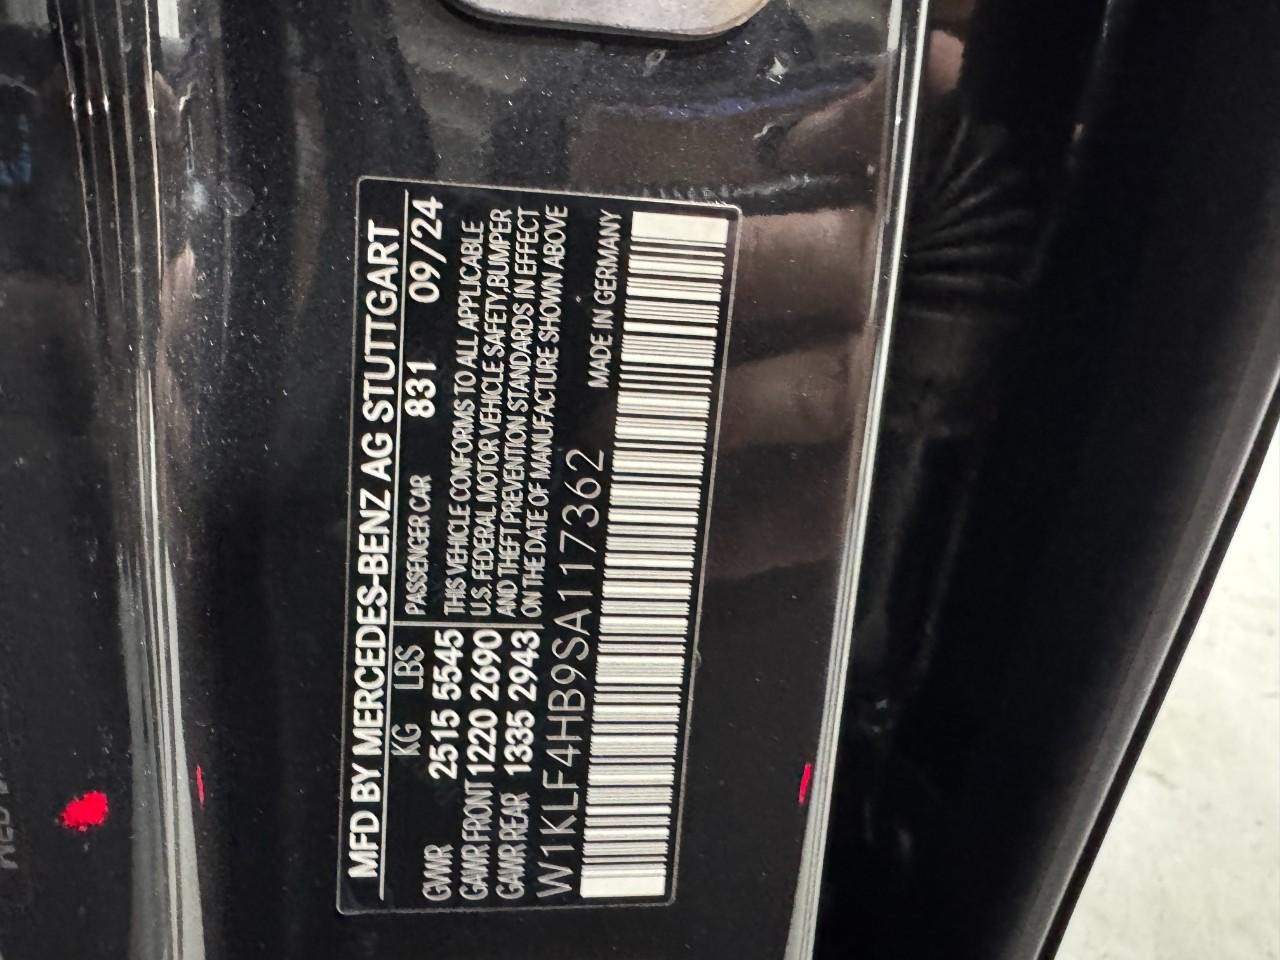 MFD BY MERCEDES-BENZ AG STUTTGART
KG LBS
GWWR 2515 5545
GAWR FRONT 1220 2690
GAWR REAR 1335 2943
PASSENGER CAR 831 09/24
THIS VEHICLE CONFORMS TO ALL APPLICABLE
U.S. FEDERAL MOTOR VEHICLE SAFETY,BUMPER
AND THEFT PREVENTION STANDARDS IN EFFECT
ON THE DATE OF MANUFACTURE SHOWN ABOVE
W1KLF4HB9SA117362
MADE IN GERMANY